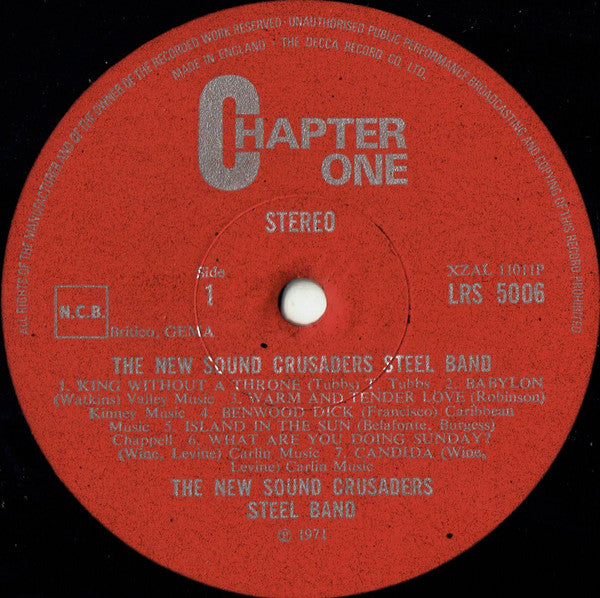 ALL RIGHTS OF THE MANUFACTURER AND OF THE OWNER OF THE RECORDED WORK RESERVED · UNAUTHORISED PUBLIC PERFORMANCE BROADCASTING AND COPYING OF THIS RECORD PROHIBITED
MADE IN ENGLAND · THE DECCA RECORD CO. LTD.
CHAPTER
ONE
STEREO
Side
1
XZAL 11011P
LRS 5006
N.C.B.
Britico, GEMA
THE NEW SOUND CRUSADERS STEEL BAND
1. KING WITHOUT A THRONE (Tubbs) T. Tubbs 2. BABYLON
(Watkins) Valley Music 3. WARM AND TENDER LOVE (Robinson)
Kinney Music 4. BENWOOD DICK (Francisco) Caribbean
Music 5. ISLAND IN THE SUN (Belafonte, Burgess)
Chappell 6. WHAT ARE YOU DOING SUNDAY?
(Wine, Levine) Carlin Music 7. CANDIDA (Wine,
Levine) Carlin Music
THE NEW SOUND CRUSADERS
STEEL BAND
℗ 1971